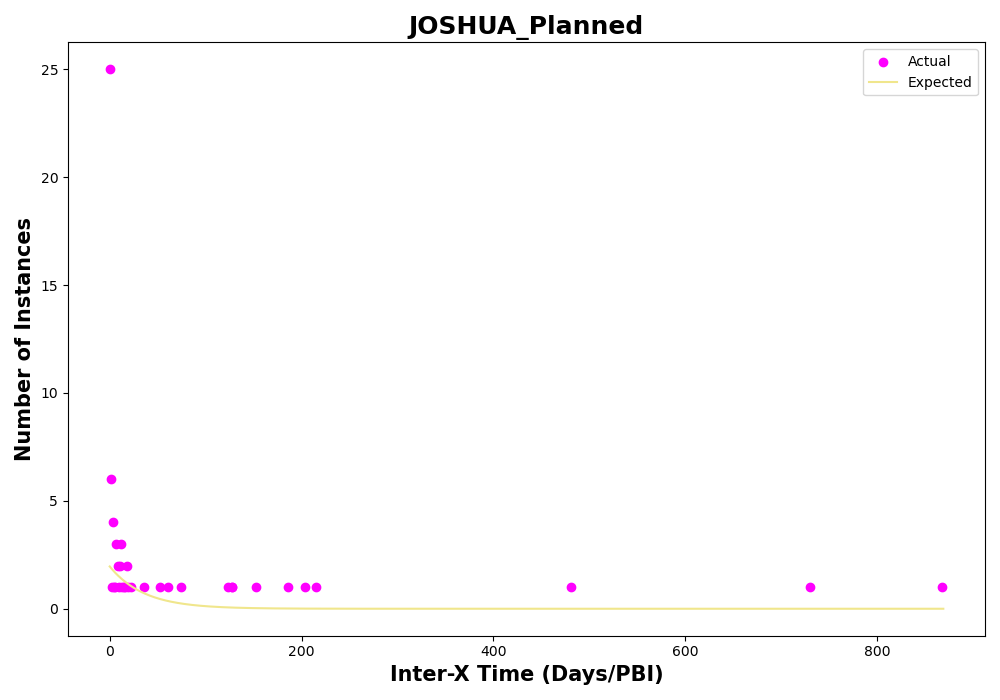 JOSHUA_Planned
Actual
Expected
25
20
15
10
5
0
Number of Instances
0 200 400 600 800
Inter-X Time (Days/PBI)